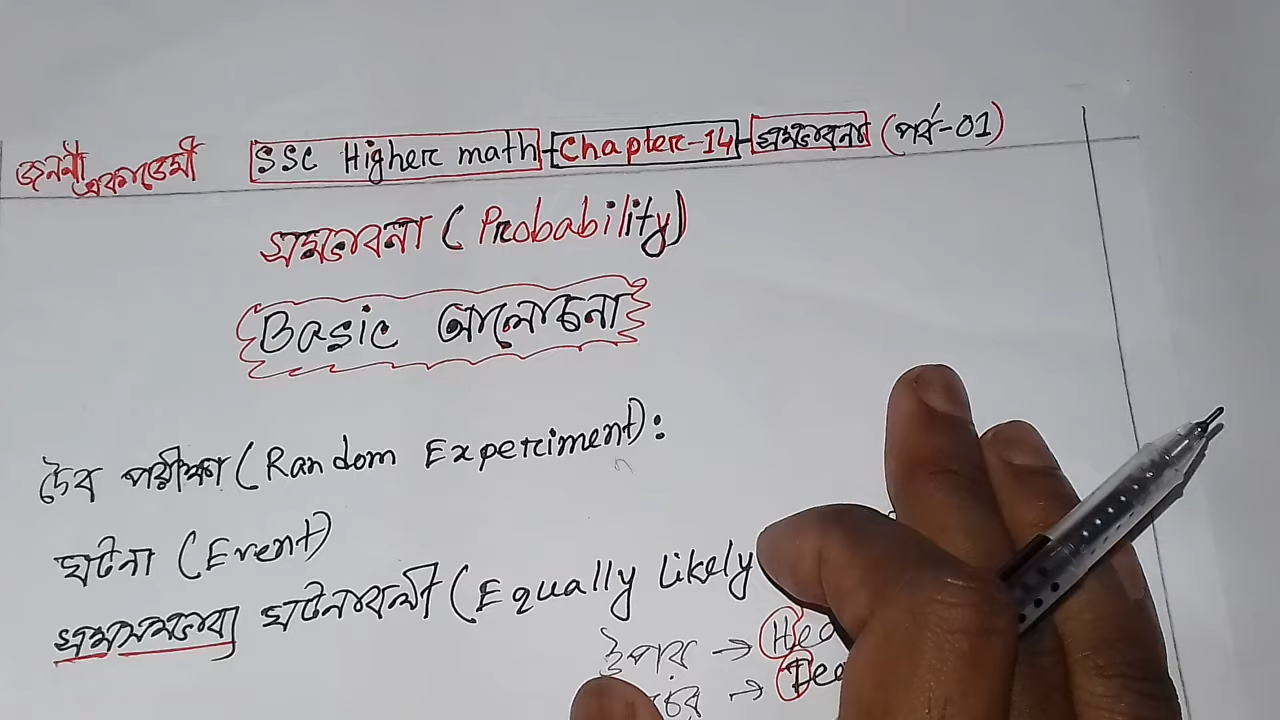 জননী একাডেমী
SSC Higher math-Chapter-14-সম্ভাবনা (পর্ব-01)
সম্ভাবনা (Probability)
Basic আলোচনা
দৈব পরীক্ষা (Random Experiment):
ঘটনা (Event)
সমসম্ভাব্য ঘটনাবলী (Equally Likely
→ Hea
→ Tea